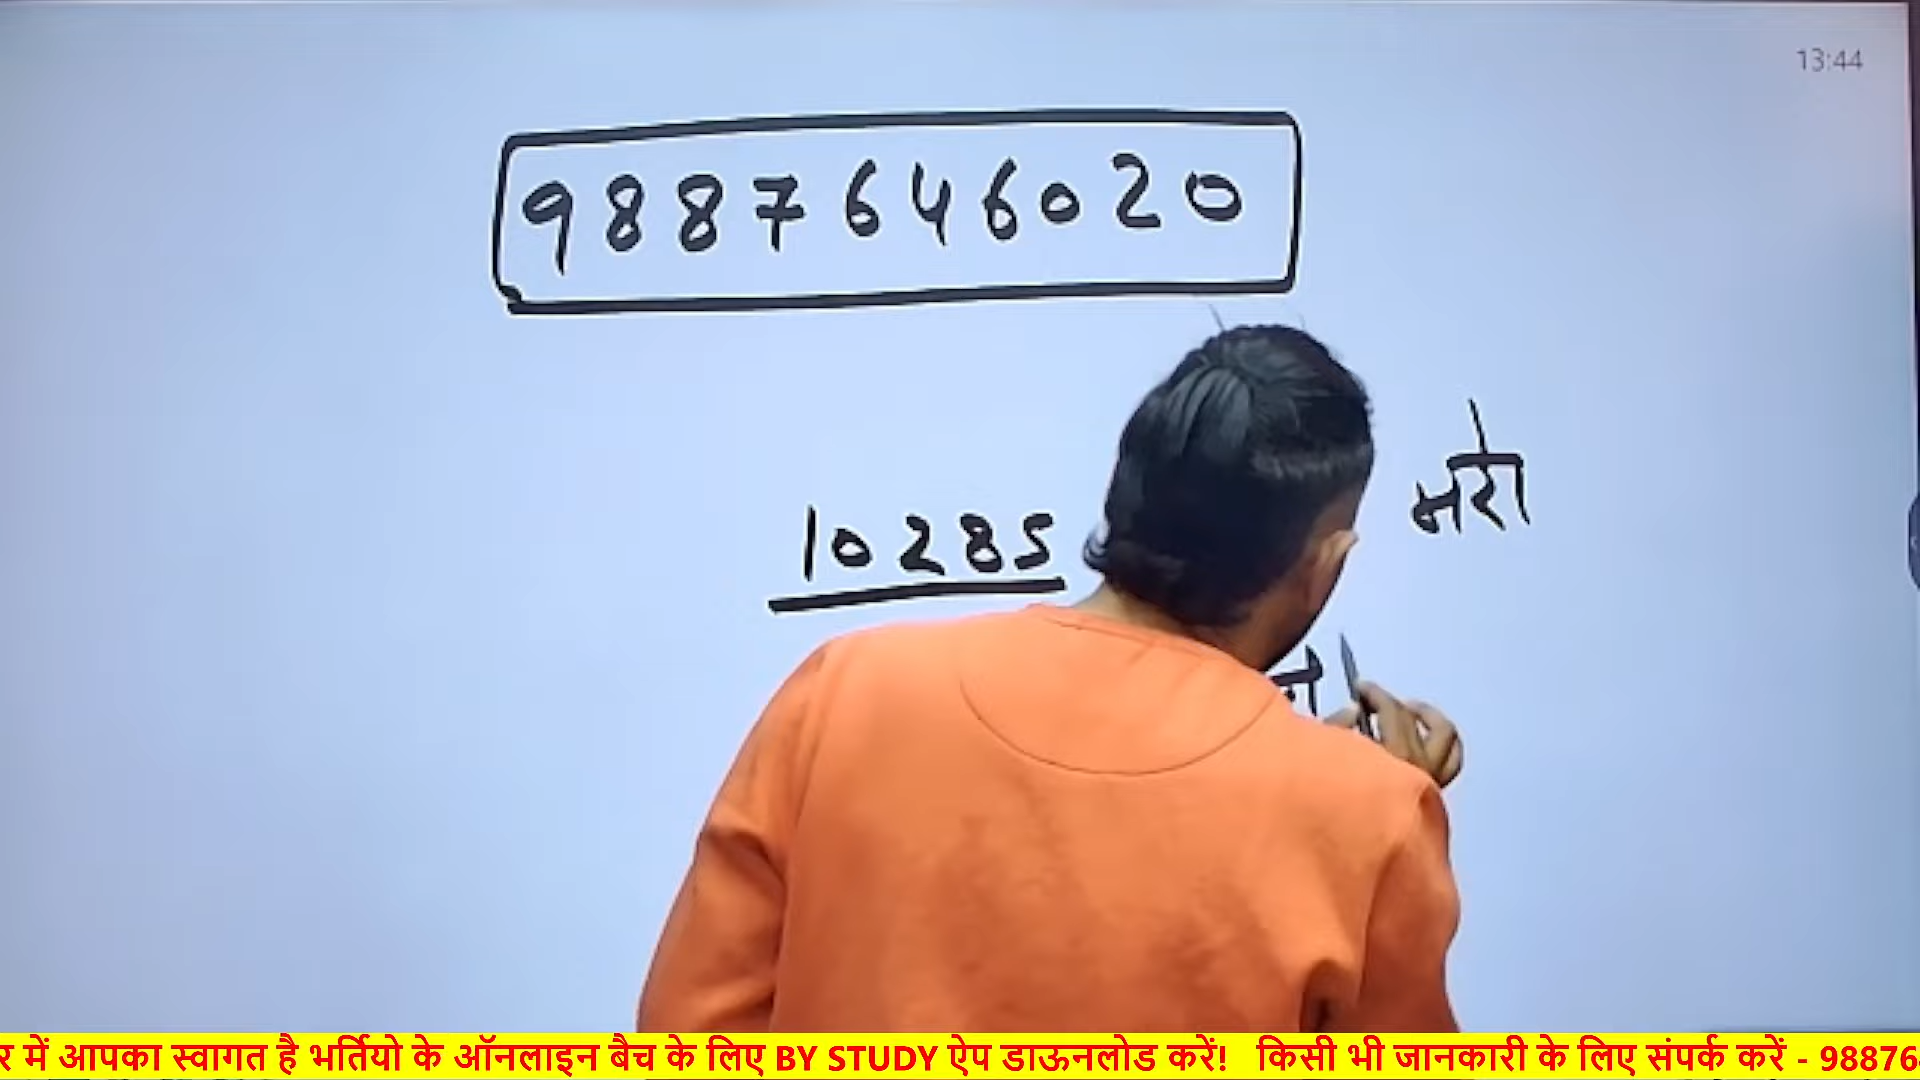 13:44
9887646020
10285
र में आपका स्वागत है भर्तियो के ऑनलाइन बैच के लिए BY STUDY ऐप डाऊनलोड करें! किसी भी जानकारी के लिए संपर्क करें - 98876